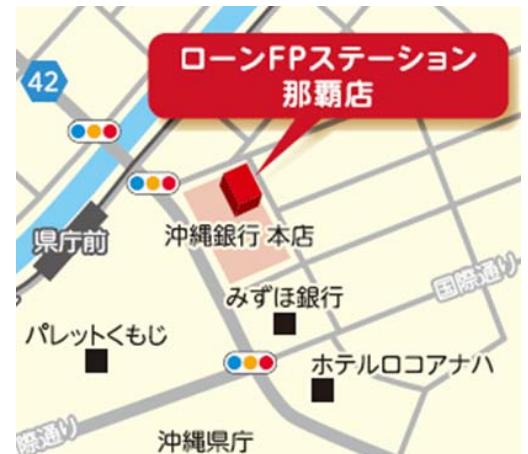 ローンFPステーション
那覇店
42
県庁前
沖縄銀行 本店
国際通り
みずほ銀行
パレットくもじ
ホテルロコアナハ
際通り
沖縄県庁